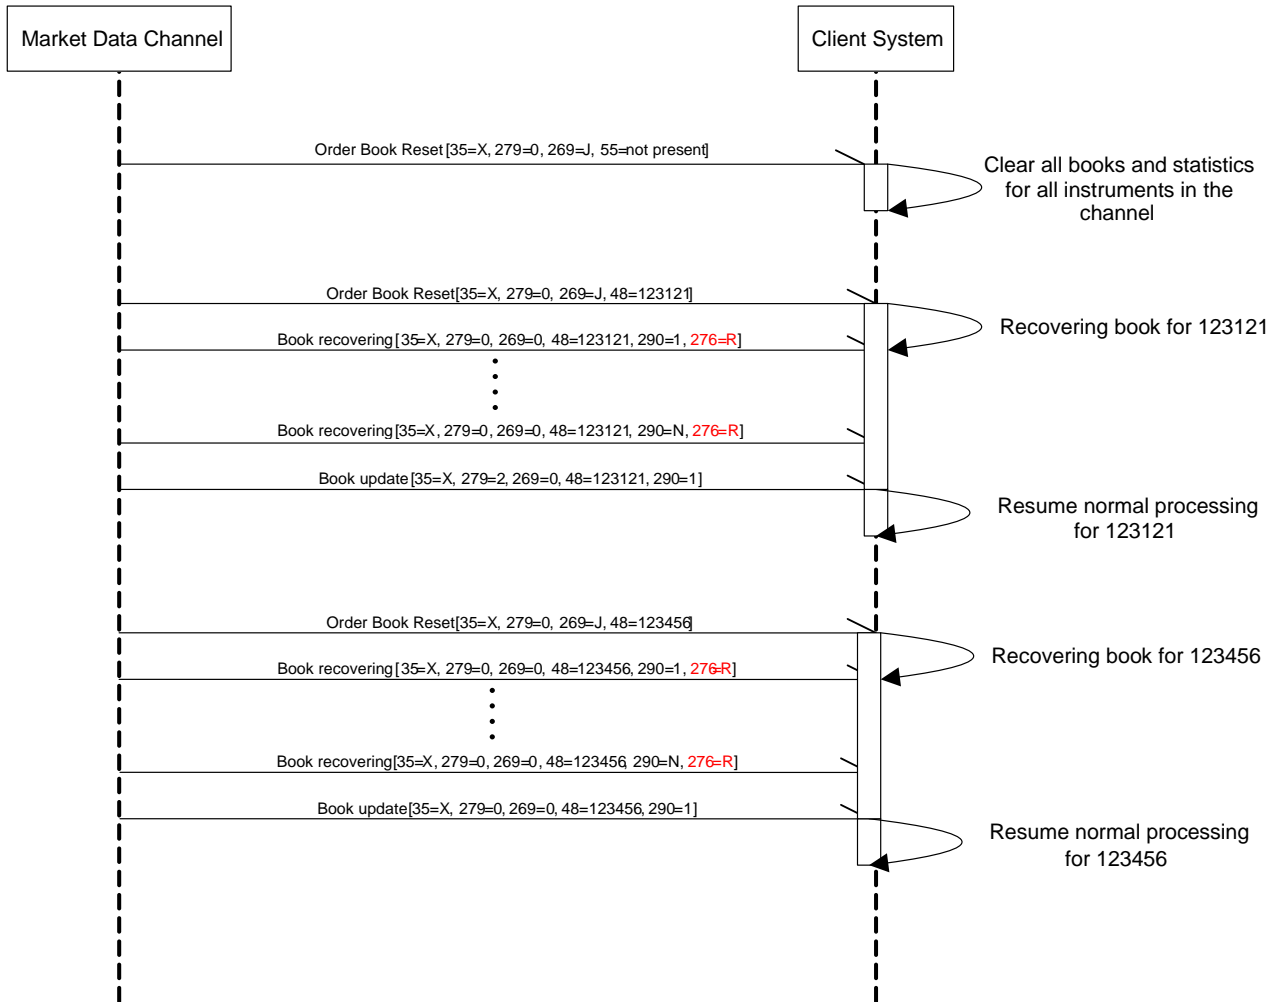 Market Data Channel
Client System
Order Book Reset[35=X, 279=0, 269=J, 55=not present]
Clear all books and statistics
for all instruments in the
channel
Order Book Reset[35=X, 279=0, 269=J, 48=123121]
Recovering book for 123121
Book recovering[35=X, 279=0, 269=0, 48=123121, 290=1, 276=R]
Book recovering[35=X, 279=0, 269=0, 48=123121, 290=N, 276=R]
Book update[35=X, 279=2, 269=0, 48=123121, 290=1]
Resume normal processing
for 123121
Order Book Reset[35=X, 279=0, 269=J, 48=123456]
Recovering book for 123456
Book recovering[35=X, 279=0, 269=0, 48=123456, 290=1, 276=R]
Book recovering[35=X, 279=0, 269=0, 48=123456, 290=N, 276=R]
Book update[35=X, 279=0, 269=0, 48=123456, 290=1]
Resume normal processing
for 123456